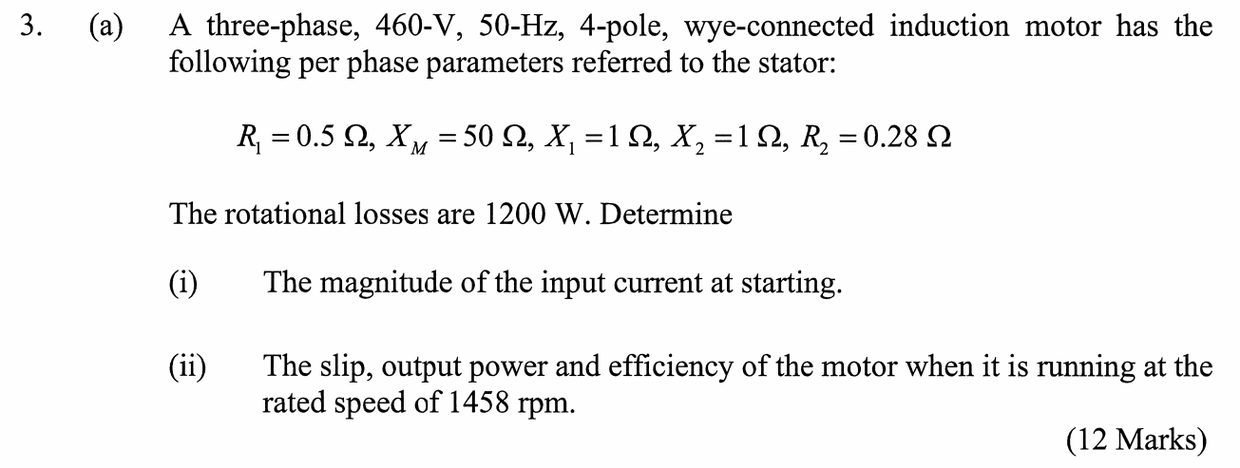 3. (a) A three-phase, 460-V, 50-Hz, 4-pole, wye-connected induction motor has the
following per phase parameters referred to the stator:
R₁ = 0.5 Ω, X_M = 50 Ω, X₁ = 1 Ω, X₂ = 1 Ω, R₂ = 0.28 Ω
The rotational losses are 1200 W. Determine
(i) The magnitude of the input current at starting.
(ii) The slip, output power and efficiency of the motor when it is running at the
rated speed of 1458 rpm.
(12 Marks)